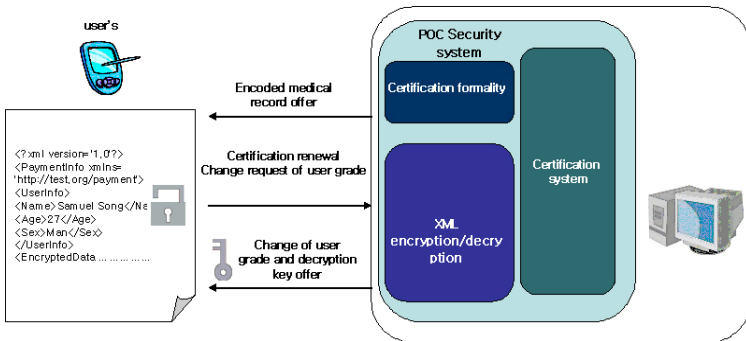 user's
POC Security
system
Encoded medical
record offer
Certification formality
<?xml version='1,0'?>
<PaymentInfo xmlns=
'http://test,org/payment'>
<UserInfo>
<Name>Samuel Song</Na
<Age>27</Age>
<Sex>Man</Sex>
</UserInfo>
<EncryptedData ... ... ... ... ...
Certification renewal
Change request of user grade
Certification
system
XML
encryption/decry
ption
Change of user
grade and decryption
key offer